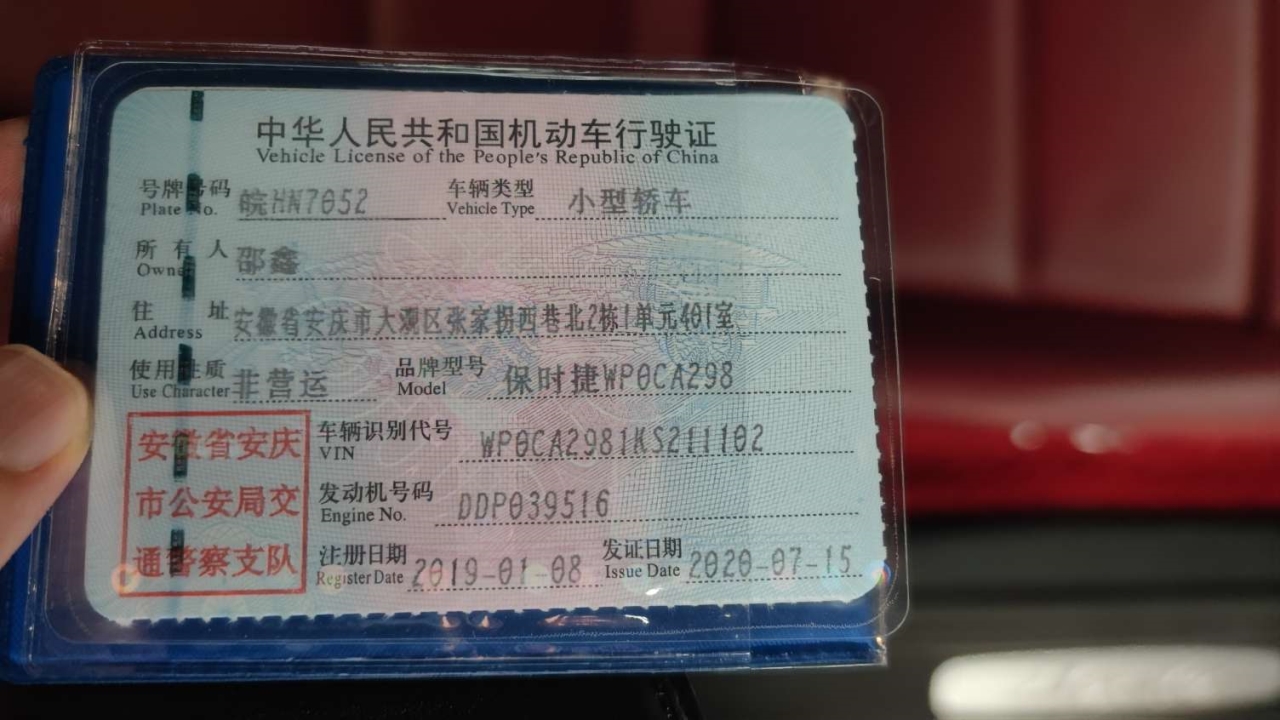 中华人民共和国机动车行驶证
Vehicle License of the People's Republic of China
号牌号码 皖HN7052 车辆类型 小型轿车
Plate No. Vehicle Type
所有人 邵鑫
Owner
住址 安徽省安庆市大观区张家拐西巷北2栋1单元401室
Address
使用性质 非营运 品牌型号 保时捷WP0CA298
Use Character Model
安徽省安庆
市公安局交
通警察支队
车辆识别代号 WP0CA2981KS211102
VIN
发动机号码 DDP039516
Engine No.
注册日期 2019-01-08 发证日期 2020-07-15
Register Date Issue Date